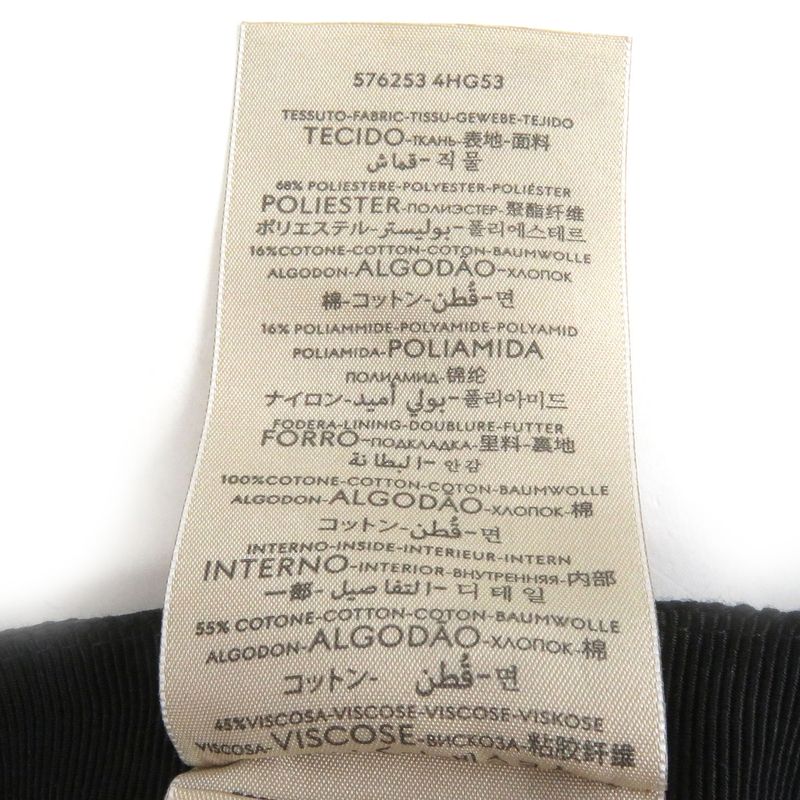 576253 4HG53
TESSUTO-FABRIC-TISSU-GEWEBE-TEJIDO
TECIDO-ТКАНЬ-表地-面料
قماش-직물
68% POLIESTERE-POLYESTER-POLIÉSTER
POLIESTER-ПОЛИЭСТЕР-聚酯纤维
ポリエステル-بوليستر-폴리에스테르
16%COTONE-COTTON-COTON-BAUMWOLLE
ALGODON-ALGODÃO-ХЛОПОК
棉-コットン-قُطن-면
16% POLIAMMIDE-POLYAMIDE-POLYAMID
POLIAMIDA-POLIAMIDA
ПОЛИАМИД-锦纶
ナイロン-بولي أميد-폴리아미드
FODERA-LINING-DOUBLURE-FUTTER
FORRO-ПОДКЛАДКА-里料-裏地
البطانة-안감
100%COTONE-COTTON-COTON-BAUMWOLLE
ALGODON-ALGODÃO-ХЛОПОК-棉
コットン-قُطن-면
INTERNO-INSIDE-INTERIEUR-INTERN
INTERNO-INTERIOR-ВНУТРЕННЯЯ-内部
一部-التفاصيل-디테일
55% COTONE-COTTON-COTON-BAUMWOLLE
ALGODON-ALGODÃO-ХЛОПОК-棉
コットン-قُطن-면
45%VISCOSA-VISCOSE-VISCOSE-VISKOSE
VISCOSA-VISCOSE-ВИСКОЗА-粘胶纤维